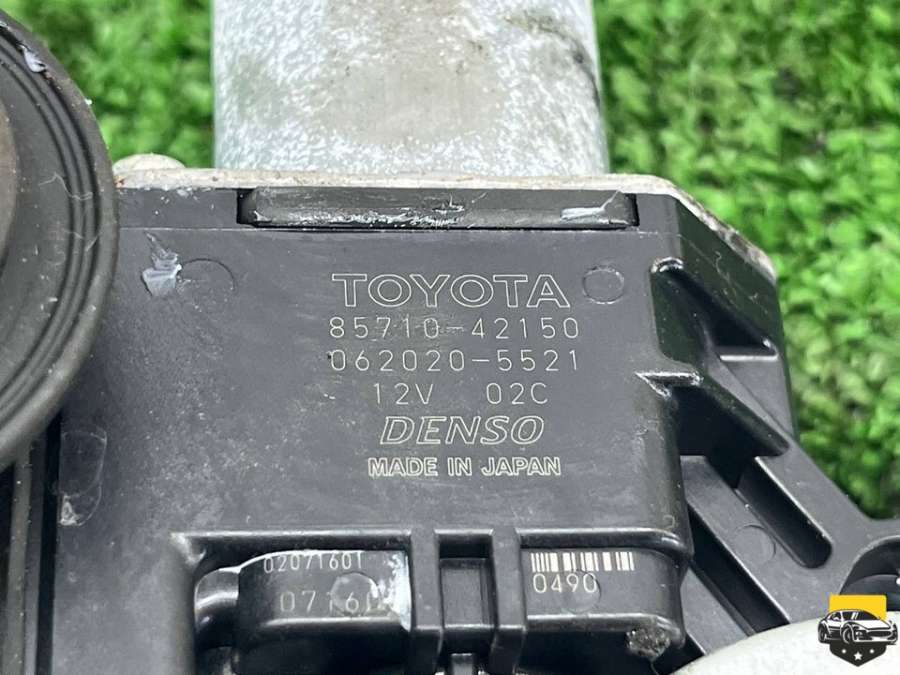 TOYOTA
85710-42150
062020-5521
12V 02C
DENSO
MADE IN JAPAN
02071601
0490